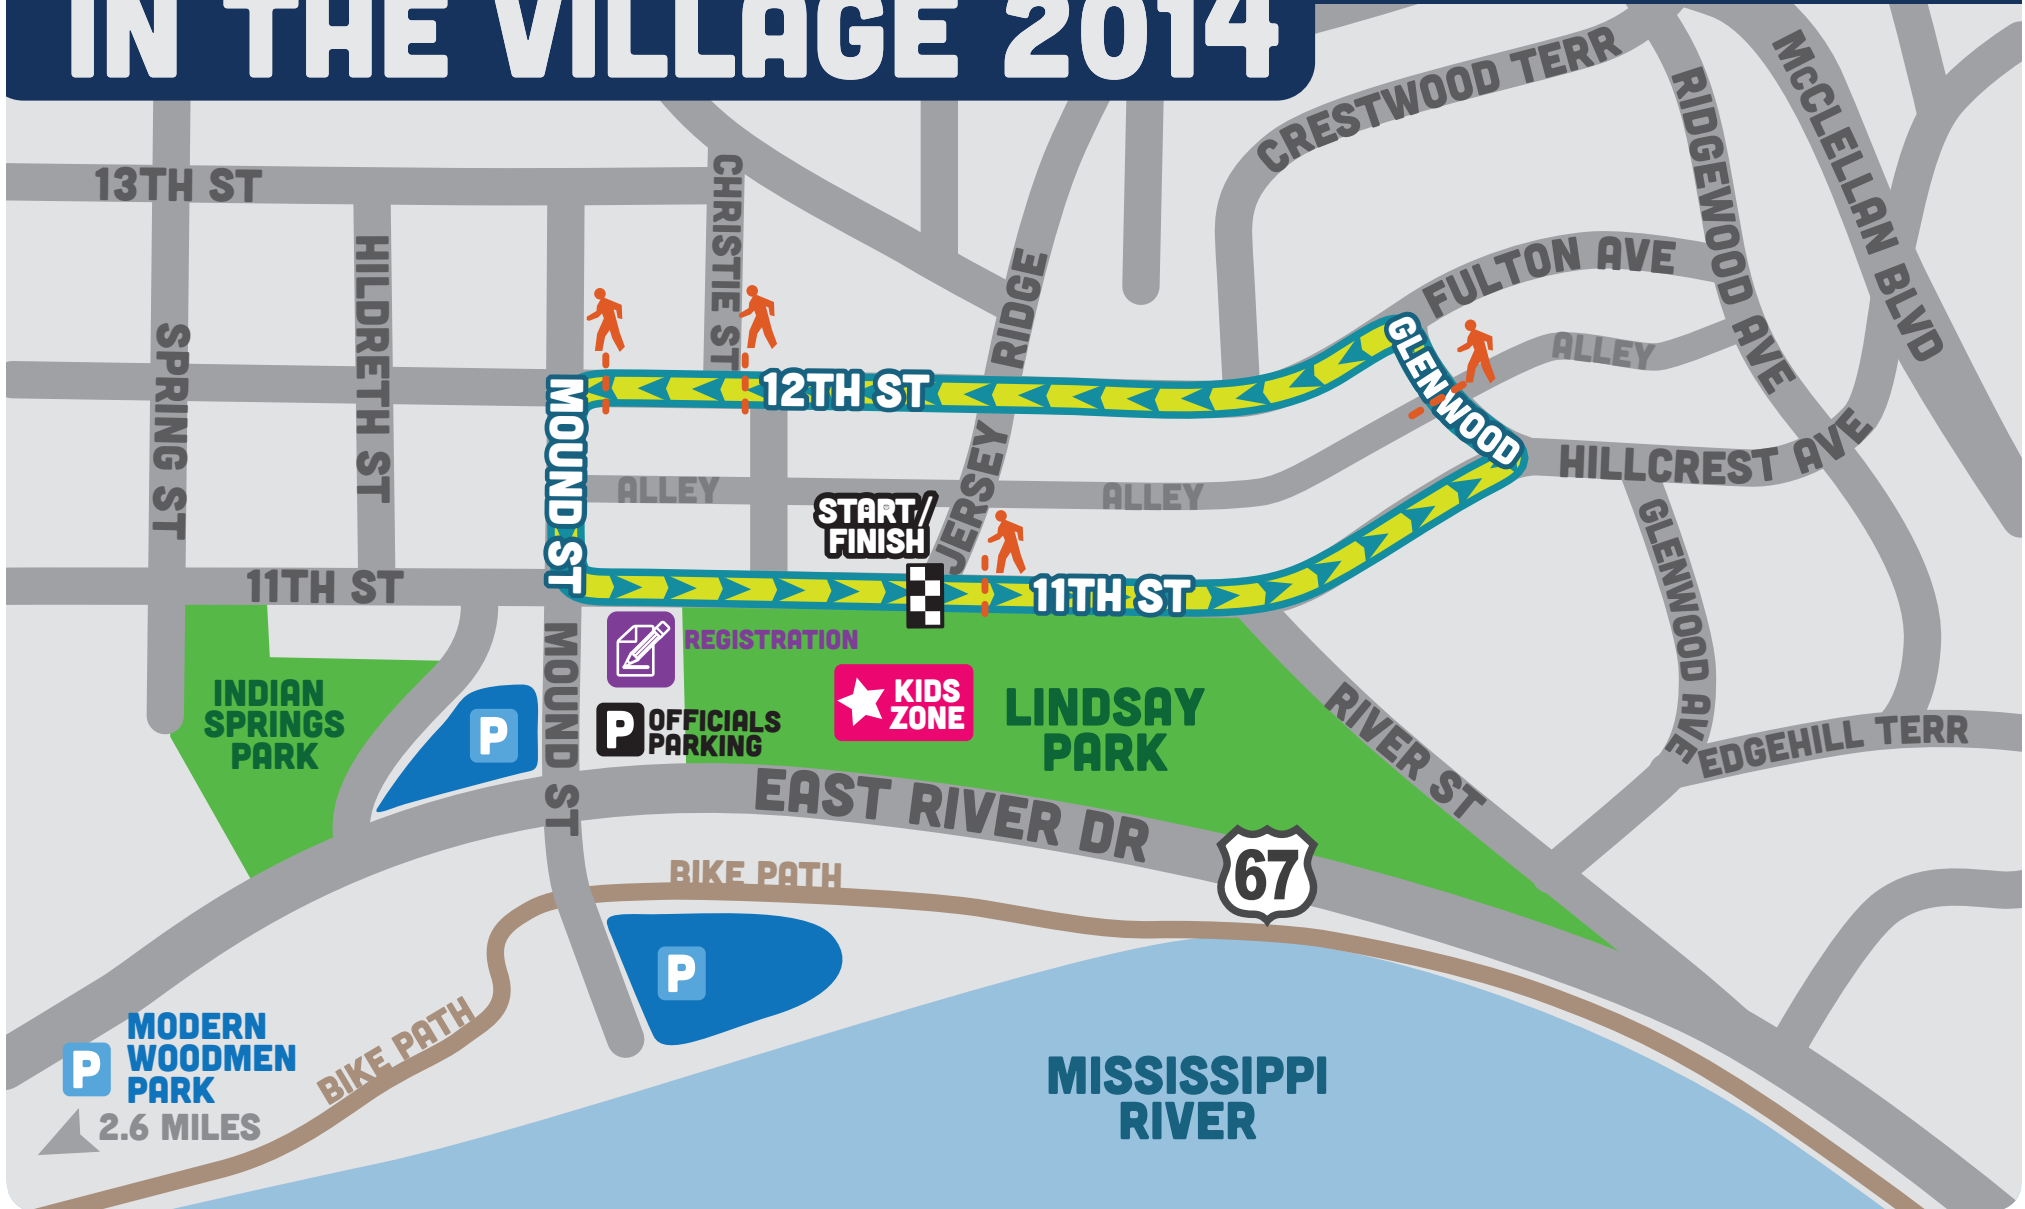 IN THE VILLAGE 2014
CRESTWOOD TERR
RIDGEWOOD AVE
McCLELLAN BLVD
13TH ST
CHRISTIE ST
HILDRETH ST
SPRING ST
JERSEY RIDGE
FULTON AVE
ALLEY
GLENWOOD
12TH ST
MOUND ST
HILLCREST AVE
ALLEY
ALLEY
START/
FINISH
11TH ST
11TH ST
GLENWOOD AVE
MOUND ST
REGISTRATION
INDIAN
SPRINGS
PARK
P
P
OFFICIALS
PARKING
KIDS
ZONE
LINDSAY
PARK
RIVER ST
EDGEHILL TERR
EAST RIVER DR
67
BIKE PATH
P
BIKE PATH
P
MODERN
WOODMEN
PARK
2.6 MILES
MISSISSIPPI
RIVER